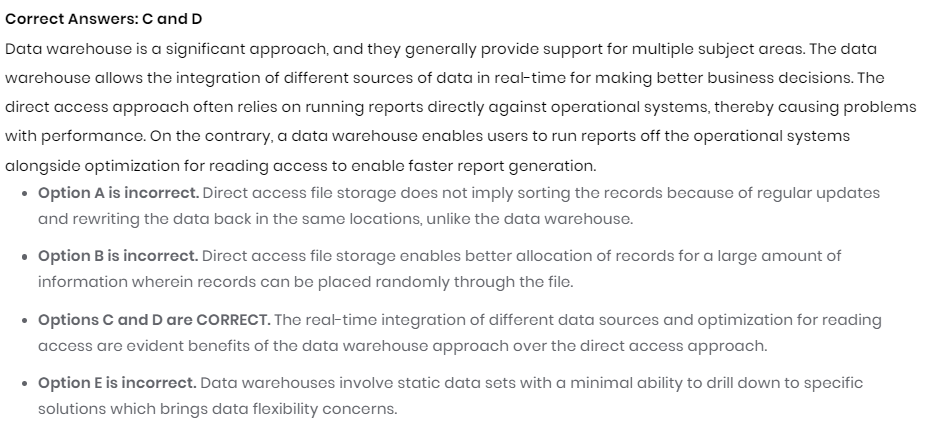 Correct Answers: C and D
Data warehouse is a significant approach, and they generally provide support for multiple subject areas. The data
warehouse allows the integration of different sources of data in real-time for making better business decisions. The
direct access approach often relies on running reports directly against operational systems, thereby causing problems
with performance. On the contrary, a data warehouse enables users to run reports off the operational systems
alongside optimization for reading access to enable faster report generation.
• Option A is incorrect. Direct access file storage does not imply sorting the records because of regular updates
and rewriting the data back in the same locations, unlike the data warehouse.
• Option B is incorrect. Direct access file storage enables better allocation of records for a large amount of
information wherein records can be placed randomly through the file.
• Options C and D are CORRECT. The real-time integration of different data sources and optimization for reading
access are evident benefits of the data warehouse approach over the direct access approach.
• Option E is incorrect. Data warehouses involve static data sets with a minimal ability to drill down to specific
solutions which brings data flexibility concerns.